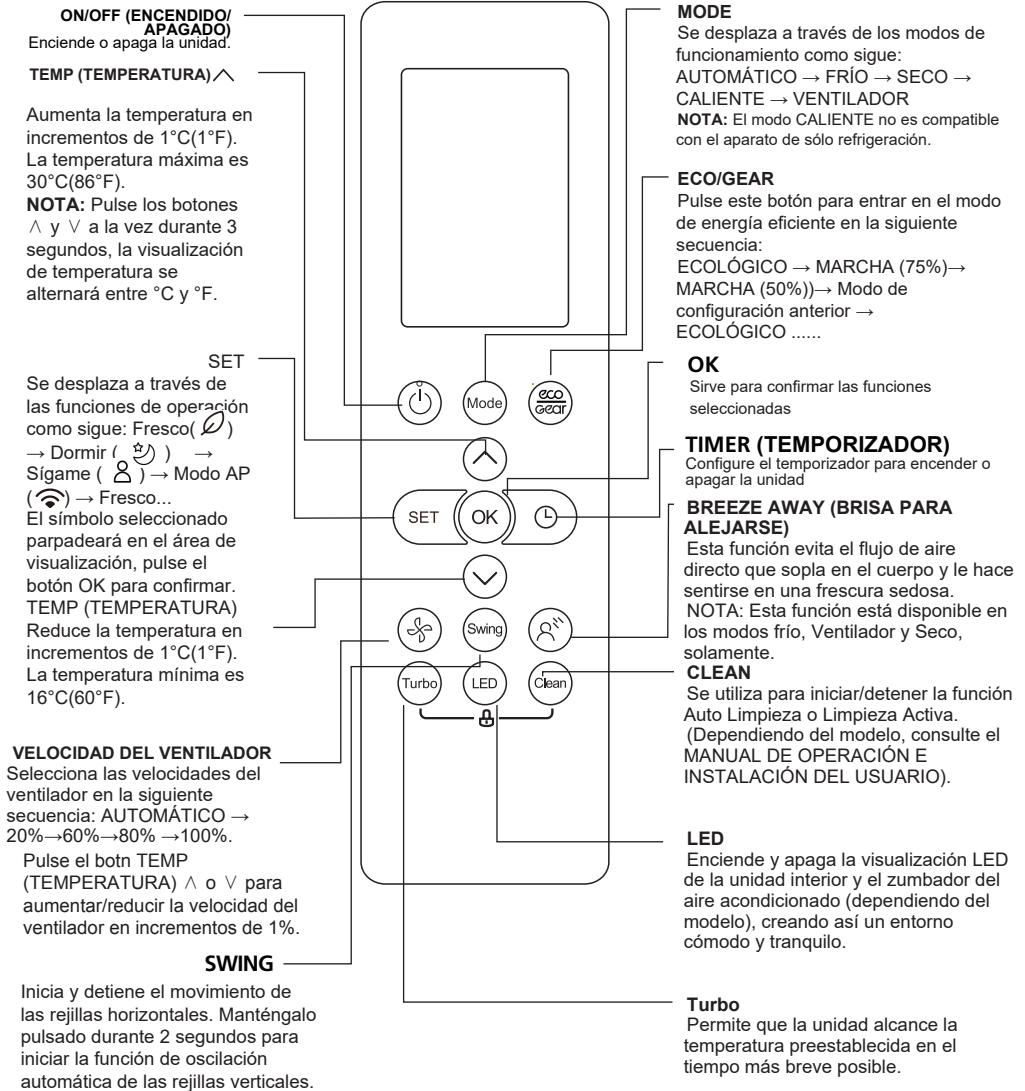 ON/OFF (ENCENDIDO/
APAGADO)
Enciende o apaga la unidad.
TEMP (TEMPERATURA) ∧
Aumenta la temperatura en
incrementos de 1°C(1°F).
La temperatura máxima es
30°C(86°F).
NOTA: Pulse los botones
∧ y ∨ a la vez durante 3
segundos, la visualización
de temperatura se
alternará entre °C y °F.
SET
Se desplaza a través de
las funciones de operación
como sigue: Fresco( )
→ Dormir ( ) →
Sígame ( ) → Modo AP
( ) → Fresco...
El símbolo seleccionado
parpadeará en el área de
visualización, pulse el
botón OK para confirmar.
TEMP (TEMPERATURA)
Reduce la temperatura en
incrementos de 1°C(1°F).
La temperatura mínima es
16°C(60°F).
VELOCIDAD DEL VENTILADOR
Selecciona las velocidades del
ventilador en la siguiente
secuencia: AUTOMÁTICO →
20%→60%→80% →100%.
Pulse el botn TEMP
(TEMPERATURA) ∧ o ∨ para
aumentar/reducir la velocidad del
ventilador en incrementos de 1%.
SWING
Inicia y detiene el movimiento de
las rejillas horizontales. Manténgalo
pulsado durante 2 segundos para
iniciar la función de oscilación
automática de las rejillas verticales.
Mode
eco
Gear
SET
OK
Swing
Turbo
LED
Clean
MODE
Se desplaza a través de los modos de
funcionamiento como sigue:
AUTOMÁTICO → FRÍO → SECO →
CALIENTE → VENTILADOR
NOTA: El modo CALIENTE no es compatible
con el aparato de sólo refrigeración.
ECO/GEAR
Pulse este botón para entrar en el modo
de energía eficiente en la siguiente
secuencia:
ECOLÓGICO → MARCHA (75%)→
MARCHA (50%))→ Modo de
configuración anterior →
ECOLÓGICO ......
OK
Sirve para confirmar las funciones
seleccionadas
TIMER (TEMPORIZADOR)
Configure el temporizador para encender o
apagar la unidad
BREEZE AWAY (BRISA PARA
ALEJARSE)
Esta función evita el flujo de aire
directo que sopla en el cuerpo y le hace
sentirse en una frescura sedosa.
NOTA: Esta función está disponible en
los modos frío, Ventilador y Seco,
solamente.
CLEAN
Se utiliza para iniciar/detener la función
Auto Limpieza o Limpieza Activa.
(Dependiendo del modelo, consulte el
MANUAL DE OPERACIÓN E
INSTALACIÓN DEL USUARIO).
LED
Enciende y apaga la visualización LED
de la unidad interior y el zumbador del
aire acondicionado (dependiendo del
modelo), creando así un entorno
cómodo y tranquilo.
Turbo
Permite que la unidad alcance la
temperatura preestablecida en el
tiempo más breve posible.